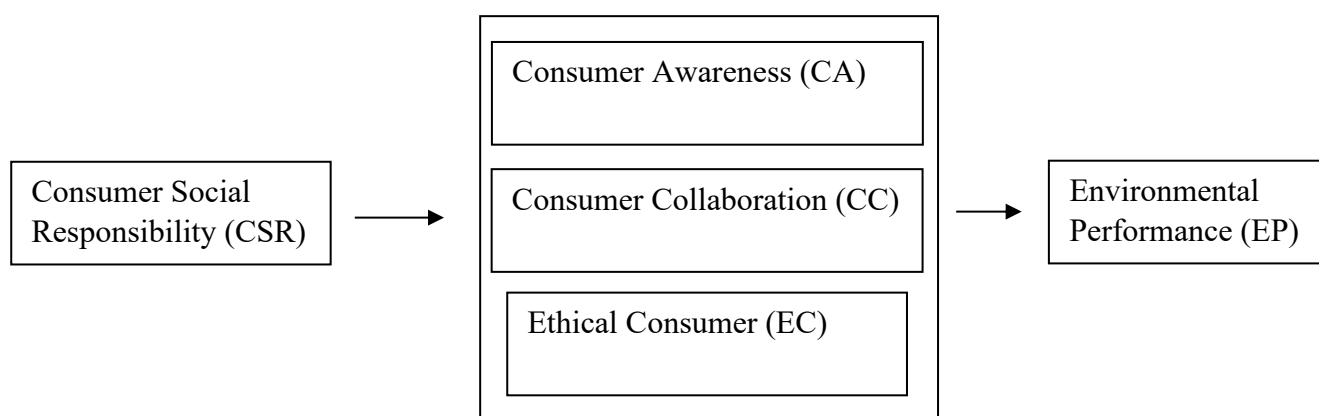 Consumer Awareness (CA)
Consumer Social
Responsibility (CSR)
Consumer Collaboration (CC)
Environmental
Performance (EP)
Ethical Consumer (EC)